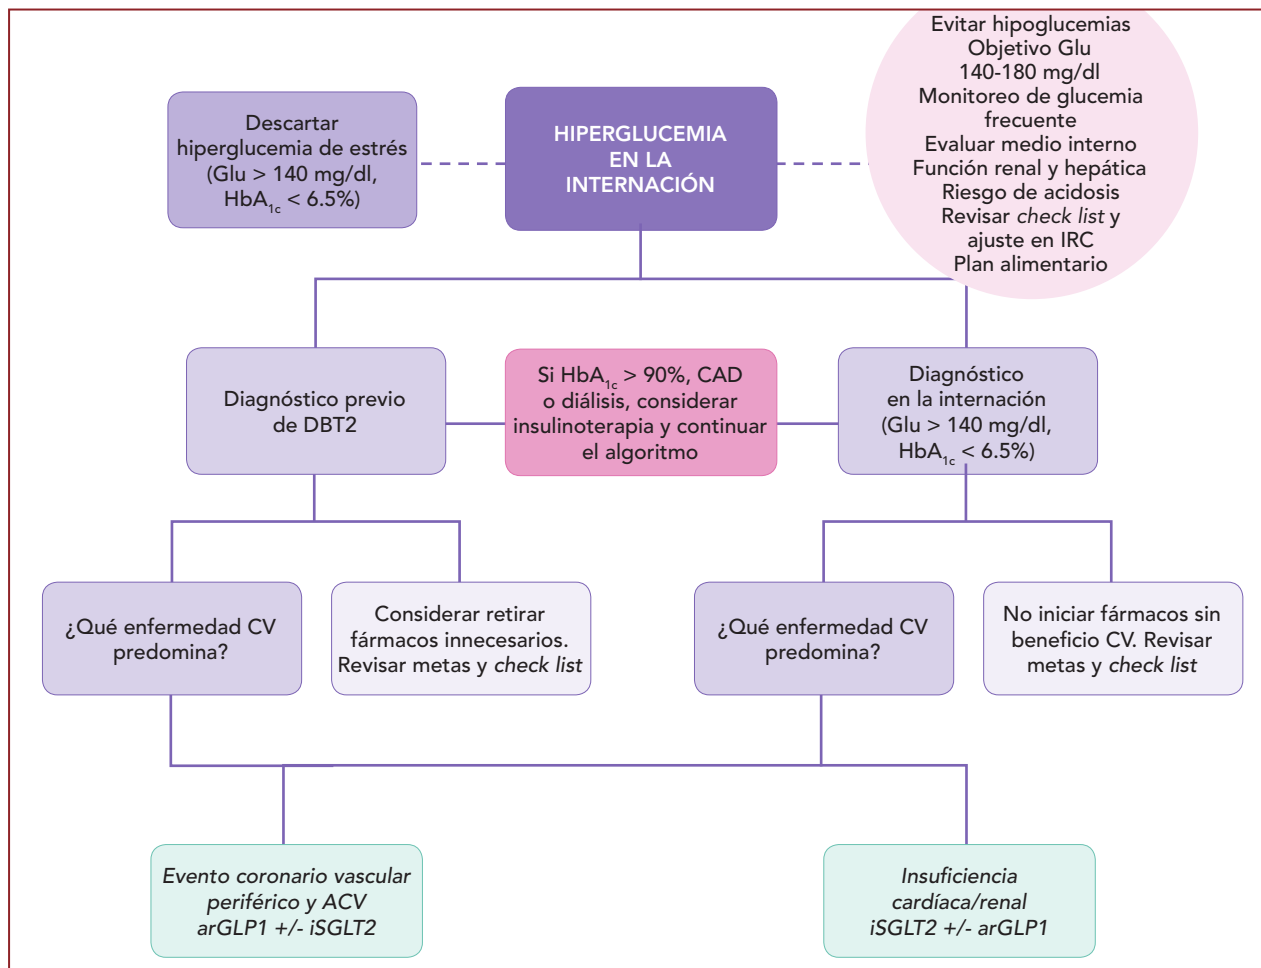 Descartar
hiperglucemia de estrés
(Glu > 140 mg/dl,
HbA1c < 6.5%)
HIPERGLUCEMIA
EN LA
INTERNACIÓN
Evitar hipoglucemias
Objetivo Glu
140-180 mg/dl
Monitoreo de glucemia
frecuente
Evaluar medio interno
Función renal y hepática
Riesgo de acidosis
Revisar check list y
ajuste en IRC
Plan alimentario
Diagnóstico previo
de DBT2
Si HbA1c > 90%, CAD
o diálisis, considerar
insulinoterapia y continuar
el algoritmo
Diagnóstico
en la internación
(Glu > 140 mg/dl,
HbA1c < 6.5%)
¿Qué enfermedad CV
predomina?
Considerar retirar
fármacos innecesarios.
Revisar metas y check list
¿Qué enfermedad CV
predomina?
No iniciar fármacos sin
beneficio CV. Revisar
metas y check list
Evento coronario vascular
periférico y ACV
arGLP1 +/- iSGLT2
Insuficiencia
cardíaca/renal
iSGLT2 +/- arGLP1